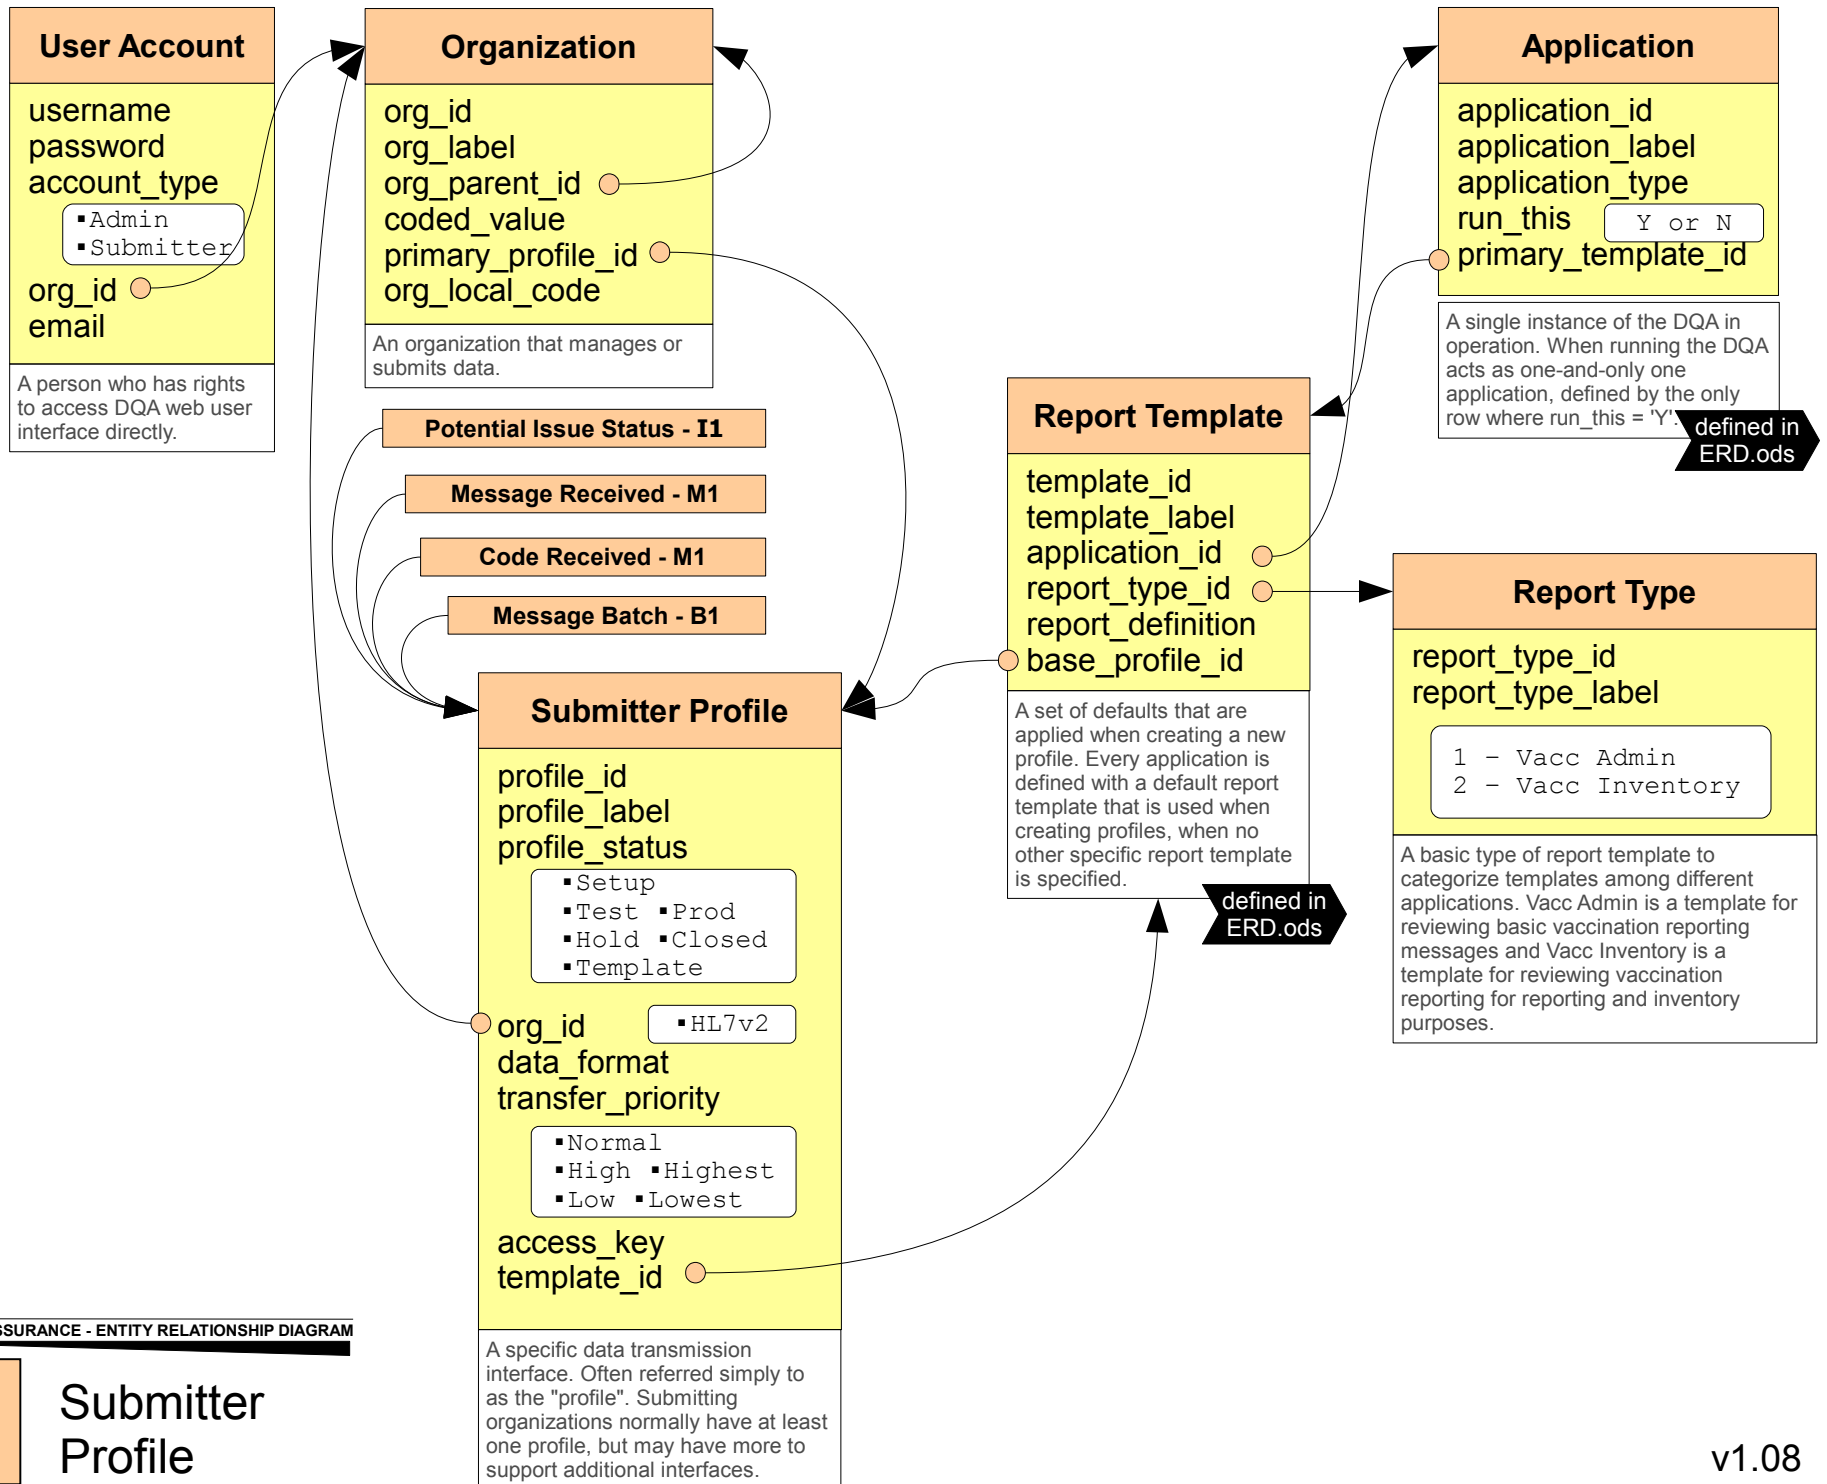 User Account
username
password
account_type
▪Admin
▪Submitter
org_id
email
A person who has rights
to access DQA web user
interface directly.
Organization
org_id
org_label
org_parent_id
coded_value
primary_profile_id
org_local_code
An organization that manages or
submits data.
Potential Issue Status - I1
Message Received - M1
Code Received - M1
Message Batch - B1
Submitter Profile
profile_id
profile_label
profile_status
▪Setup
▪Test ▪Prod
▪Hold ▪Closed
▪Template
org_id
▪HL7v2
data_format
transfer_priority
▪Normal
▪High ▪Highest
▪Low ▪Lowest
access_key
template_id
A specific data transmission
interface. Often referred simply to
as the "profile". Submitting
organizations normally have at least
one profile, but may have more to
support additional interfaces.
Report Template
template_id
template_label
application_id
report_type_id
report_definition
base_profile_id
A set of defaults that are
applied when creating a new
profile. Every application is
defined with a default report
template that is used when
creating profiles, when no
other specific report template
is specified.
defined in
ERD.ods
Application
application_id
application_label
application_type
run_this
Y or N
primary_template_id
A single instance of the DQA in
operation. When running the DQA
acts as one-and-only one
application, defined by the only
row where run_this = 'Y'.
defined in
ERD.ods
Report Type
report_type_id
report_type_label
1 – Vacc Admin
2 – Vacc Inventory
A basic type of report template to
categorize templates among different
applications. Vacc Admin is a template for
reviewing basic vaccination reporting
messages and Vacc Inventory is a
template for reviewing vaccination
reporting for reporting and inventory
purposes.
SSURANCE - ENTITY RELATIONSHIP DIAGRAM
Submitter
Profile
v1.08